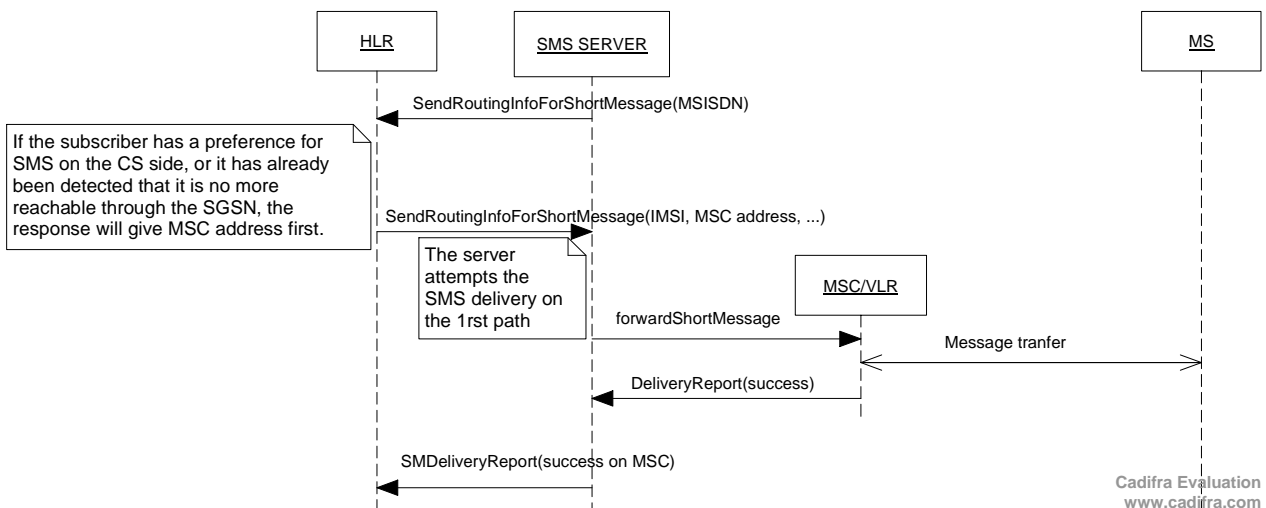 HLR
SMS SERVER
MS
SendRoutingInfoForShortMessage(MSISDN)
If the subscriber has a preference for
SMS on the CS side, or it has already
been detected that it is no more
reachable through the SGSN, the
response will give MSC address first.
SendRoutingInfoForShortMessage(IMSI, MSC address, ...)
The server
attempts the
SMS delivery on
the 1rst path
MSC/VLR
forwardShortMessage
Message tranfer
DeliveryReport(success)
SMDeliveryReport(success on MSC)
Cadifra Evaluation
www.cadifra.com